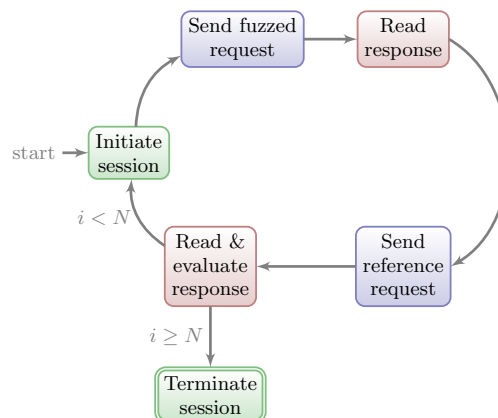 Send fuzzed
request
Read
response
start
Initiate
session
i < N
Read &
evaluate
response
Send
reference
request
i ≥ N
Terminate
session